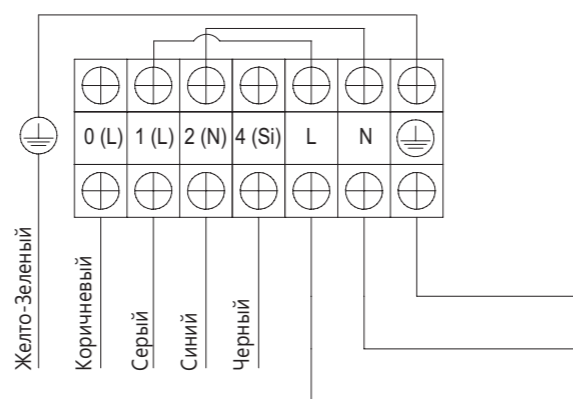 0 (L) 1 (L) 2 (N) 4 (Si) L N
Желто-Зеленый
Коричневый
Серый
Синий
Черный